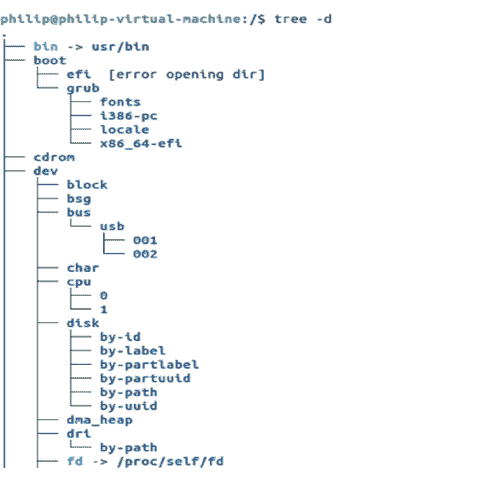 philip@philip-virtual-machine:/$ tree -d
.
├── bin -> usr/bin
├── boot
│   ├── efi  [error opening dir]
│   └── grub
│       ├── fonts
│       ├── i386-pc
│       ├── locale
│       └── x86_64-efi
├── cdrom
├── dev
│   ├── block
│   ├── bsg
│   ├── bus
│   │   └── usb
│   │       ├── 001
│   │       └── 002
│   ├── char
│   ├── cpu
│   │   ├── 0
│   │   └── 1
│   ├── disk
│   │   ├── by-id
│   │   ├── by-label
│   │   ├── by-partlabel
│   │   ├── by-partuuid
│   │   ├── by-path
│   │   └── by-uuid
│   ├── dma_heap
│   ├── dri
│   │   └── by-path
│   ├── fd -> /proc/self/fd